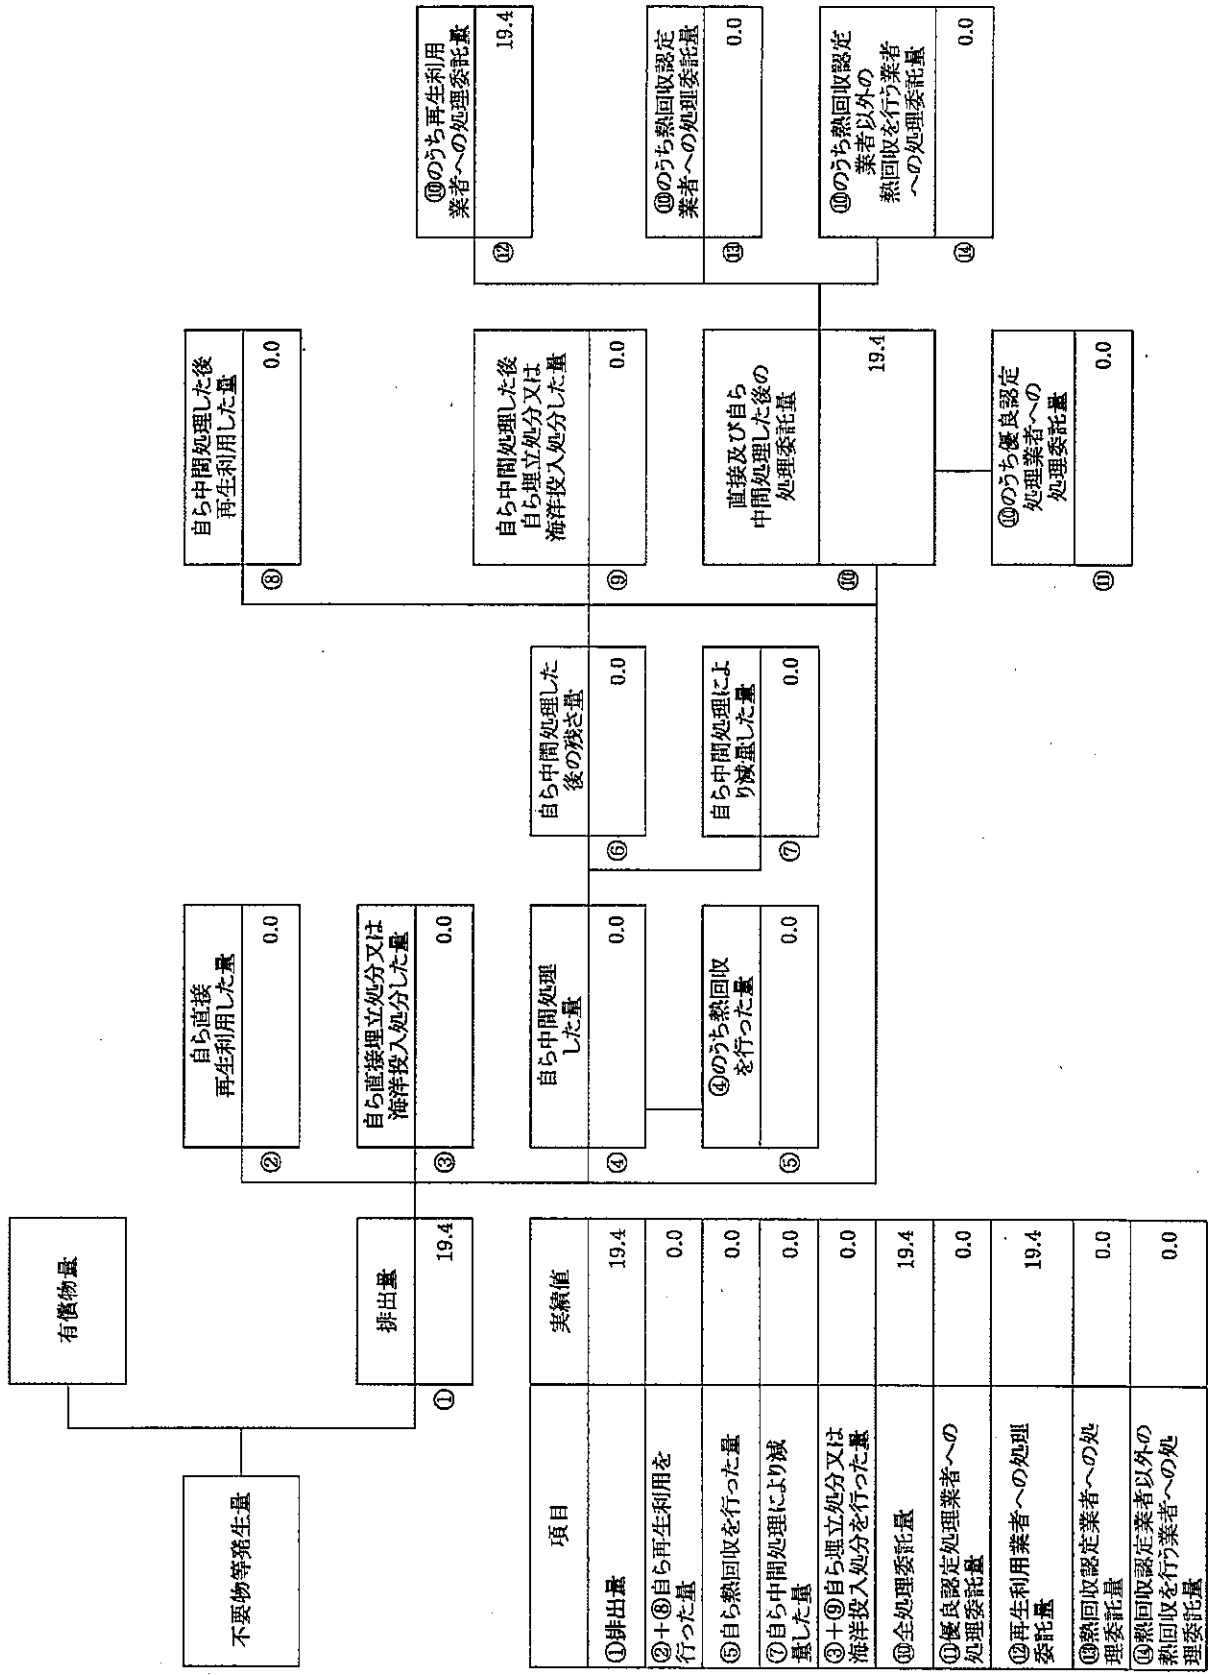 不要物等発生量
有償物量
排出量
①
19.4
自ら直接
再生利用した量
②
0.0
自ら直接埋立処分又は
海洋投入処分した量
③
0.0
自ら中間処理
した量
④
0.0
④のうち熱回収
を行った量
⑤
0.0
自ら中間処理した
後の残さ量
⑥
0.0
自ら中間処理によ
り減量した量
⑦
0.0
自ら中間処理した後
再生利用した量
⑧
0.0
自ら中間処理した後
自ら埋立処分又は
海洋投入処分した量
⑨
0.0
直接及び自ら
中間処理した後の
処理委託量
⑩
19.4
⑩のうち優良認定
処理業者への
処理委託量
⑪
0.0
⑩のうち再生利用
業者への処理委託量
⑫
19.4
⑩のうち熱回収認定
業者への処理委託量
⑬
0.0
⑩のうち熱回収認定
業者以外の
熱回収を行う業者
への処理委託量
⑭
0.0
項目 実績値
①排出量 19.4
②+⑧自ら再生利用を
行った量 0.0
⑤自ら熱回収を行った量 0.0
⑦自ら中間処理により減
量した量 0.0
③+⑨自ら埋立処分又は
海洋投入処分を行った量 0.0
⑩全処理委託量 19.4
⑪優良認定処理業者への
処理委託量 0.0
⑫再生利用業者への処理
委託量 19.4
⑬熱回収認定業者への処
理委託量 0.0
⑭熱回収認定業者以外の
熱回収を行う業者への処
理委託量 0.0